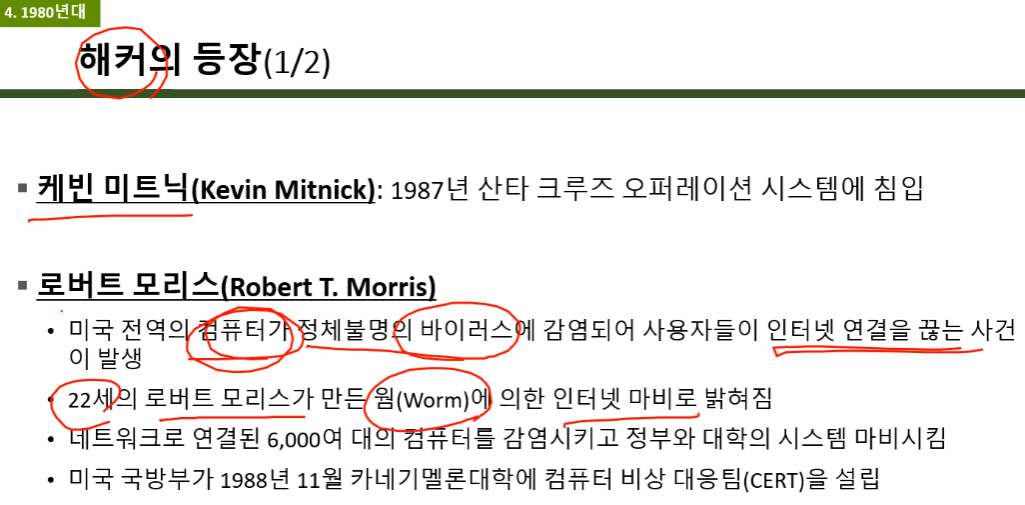 4. 1980년대
해커의 등장(1/2)
▪ 케빈 미트닉(Kevin Mitnick): 1987년 산타 크루즈 오퍼레이션 시스템에 침입
▪ 로버트 모리스(Robert T. Morris)
• 미국 전역의 컴퓨터가 정체불명의 바이러스에 감염되어 사용자들이 인터넷 연결을 끊는 사건
이 발생
• 22세의 로버트 모리스가 만든 웜(Worm)에 의한 인터넷 마비로 밝혀짐
• 네트워크로 연결된 6,000여 대의 컴퓨터를 감염시키고 정부와 대학의 시스템 마비시킴
• 미국 국방부가 1988년 11월 카네기멜론대학에 컴퓨터 비상 대응팀(CERT)을 설립